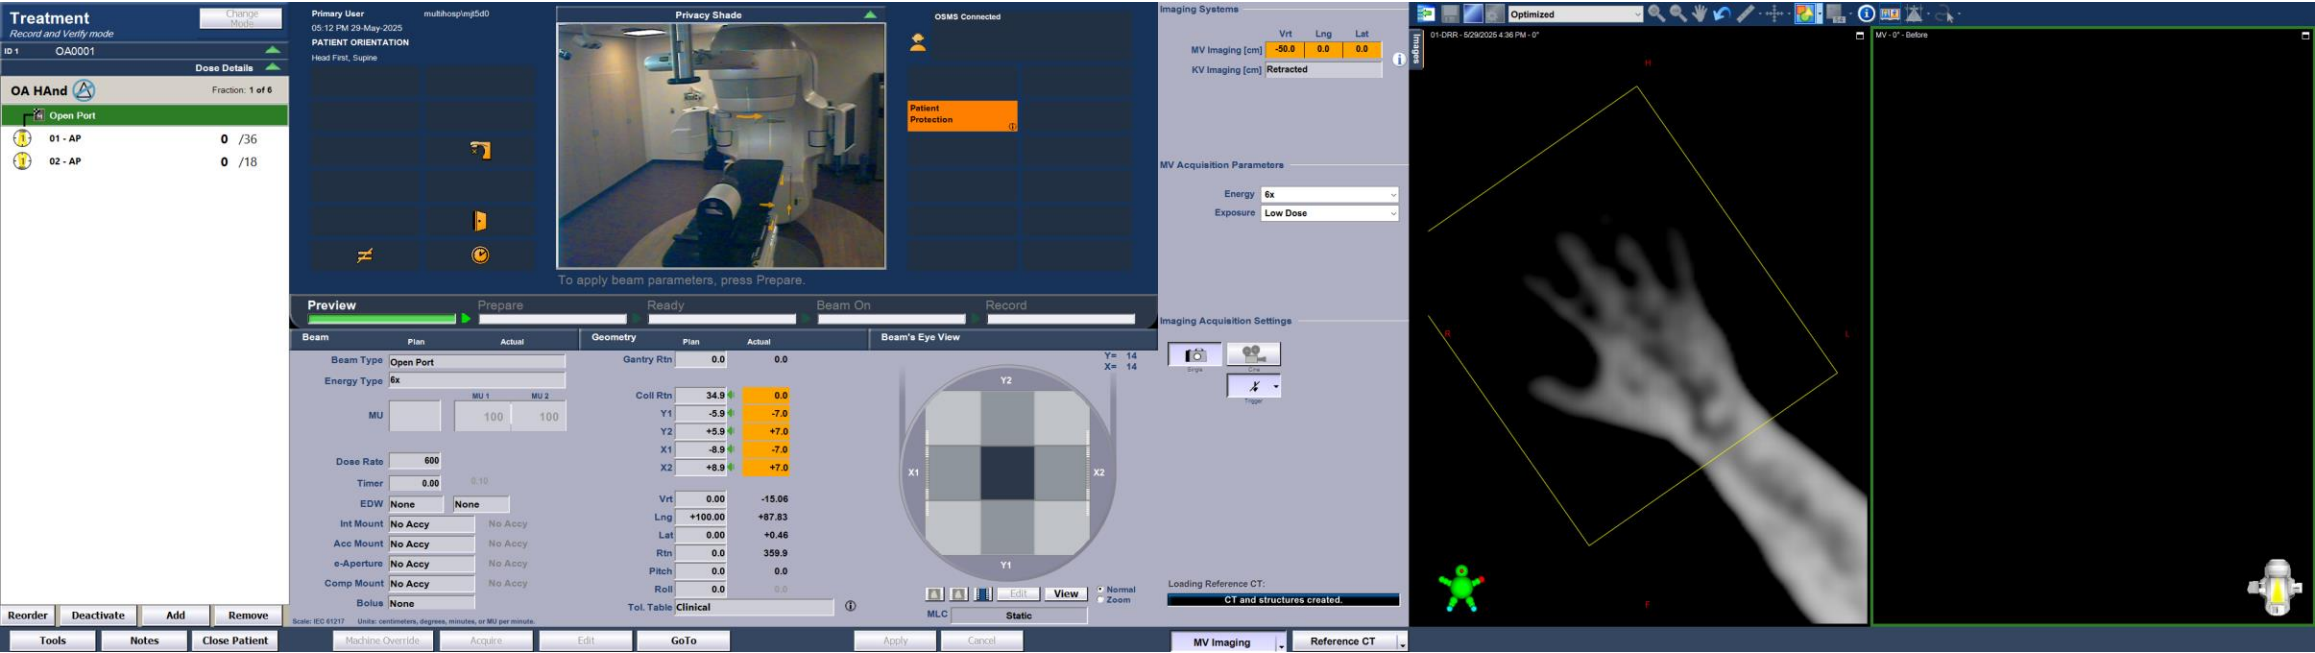 Treatment
Change Mode
Record and Verify mode
ID 1 OA0001
Dose Details
OA HAnd Fraction: 1 of 6
Open Port
01 - AP 0 /36
02 - AP 0 /18
Reorder Deactivate Add Remove
Tools Notes Close Patient
Primary User multihosp\mjt5d0
05:12 PM 29-May-2025
PATIENT ORIENTATION
Head First, Supine
Privacy Shade
OSMS Connected
Patient Protection
To apply beam parameters, press Prepare.
Preview Prepare Ready Beam On Record
Beam Plan Actual
Beam Type Open Port
Energy Type 6x
MU 1 MU 2
MU 100 100
Dose Rate 600
Timer 0.00 0.10
EDW None None
Int Mount No Accy No Accy
Acc Mount No Accy No Accy
e-Aperture No Accy No Accy
Comp Mount No Accy No Accy
Bolus None
Scale: IEC 61217 Units: centimeters, degrees, minutes, or MU per minute.
Geometry Plan Actual
Gantry Rtn 0.0 0.0
Coll Rtn 34.9 0.0
Y1 -5.9 -7.0
Y2 +5.9 +7.0
X1 -8.9 -7.0
X2 +8.9 +7.0
Vrt 0.00 -15.06
Lng +100.00 +87.83
Lat 0.00 +0.46
Rtn 0.0 359.9
Pitch 0.0 0.0
Roll 0.0 0.0
Tol. Table Clinical
Beam's Eye View
Y= 14
X= 14
Y2
X1 X2
Y1
Edit View Normal
Zoom
MLC Static
Machine Override Acquire Edit GoTo Apply Cancel
Imaging Systems
Vrt Lng Lat
MV Imaging [cm] -50.0 0.0 0.0
KV Imaging [cm] Retracted
MV Acquisition Parameters
Energy 6x
Exposure Low Dose
Imaging Acquisition Settings
Single Cine
Trigger
Loading Reference CT:
CT and structures created.
MV Imaging Reference CT
Images
Optimized
01-DRR - 5/29/2025 4:36 PM - 0°
H
R L
F
MV - 0° - Before